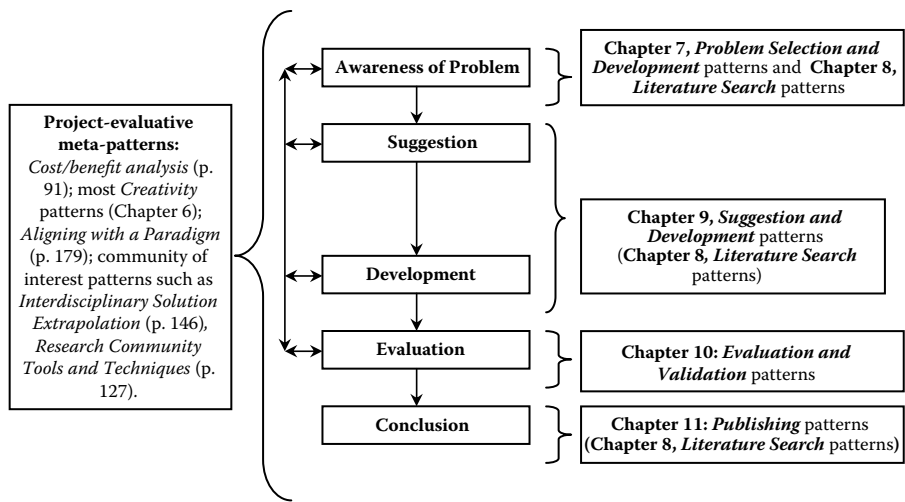 Project-evaluative
meta-patterns:
Cost/benefit analysis (p.
91); most Creativity
patterns (Chapter 6);
Aligning with a Paradigm
(p. 179); community of
interest patterns such as
Interdisciplinary Solution
Extrapolation (p. 146),
Research Community
Tools and Techniques (p.
127).
Awareness of Problem
Suggestion
Development
Evaluation
Conclusion
Chapter 7, Problem Selection and
Development patterns and Chapter 8,
Literature Search patterns
Chapter 9, Suggestion and
Development patterns
(Chapter 8, Literature Search
patterns)
Chapter 10: Evaluation and
Validation patterns
Chapter 11: Publishing patterns
(Chapter 8, Literature Search patterns)